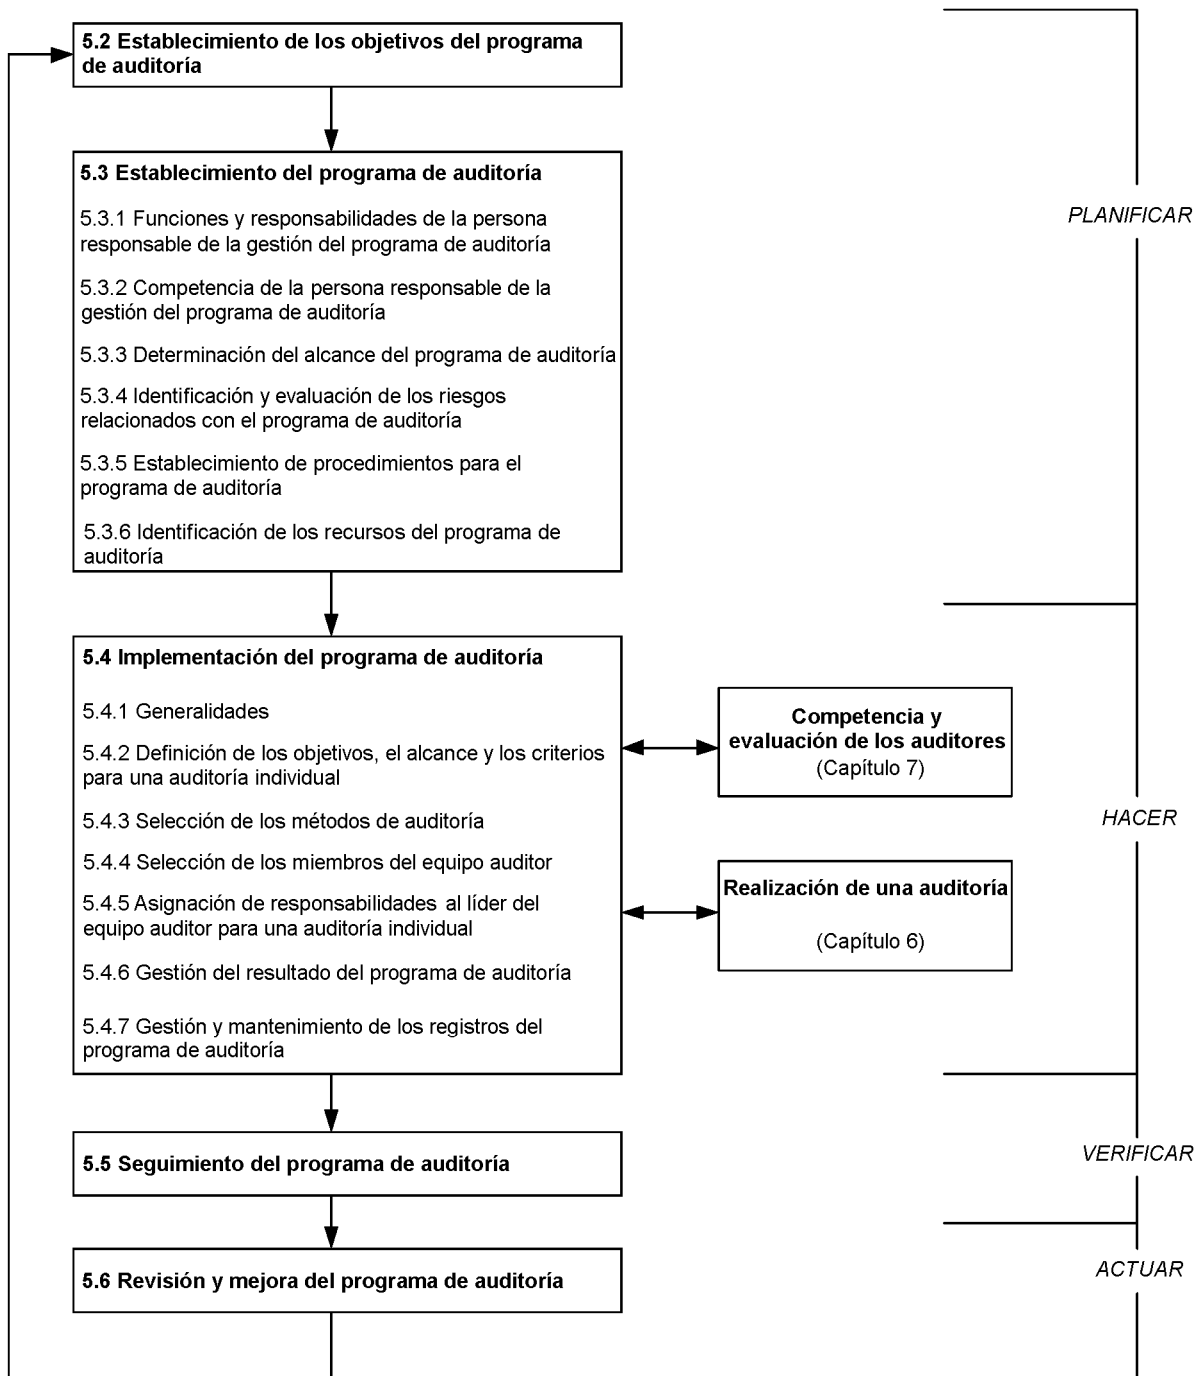 5.2 Establecimiento de los objetivos del programa
de auditoría
5.3 Establecimiento del programa de auditoría
5.3.1 Funciones y responsabilidades de la persona
responsable de la gestión del programa de auditoría
5.3.2 Competencia de la persona responsable de la
gestión del programa de auditoría
5.3.3 Determinación del alcance del programa de auditoría
5.3.4 Identificación y evaluación de los riesgos
relacionados con el programa de auditoría
5.3.5 Establecimiento de procedimientos para el
programa de auditoría
5.3.6 Identificación de los recursos del programa de
auditoría
PLANIFICAR
5.4 Implementación del programa de auditoría
5.4.1 Generalidades
5.4.2 Definición de los objetivos, el alcance y los criterios
para una auditoría individual
5.4.3 Selección de los métodos de auditoría
5.4.4 Selección de los miembros del equipo auditor
5.4.5 Asignación de responsabilidades al líder del
equipo auditor para una auditoría individual
5.4.6 Gestión del resultado del programa de auditoría
5.4.7 Gestión y mantenimiento de los registros del
programa de auditoría
Competencia y
evaluación de los auditores
(Capítulo 7)
Realización de una auditoría
(Capítulo 6)
HACER
5.5 Seguimiento del programa de auditoría
VERIFICAR
5.6 Revisión y mejora del programa de auditoría
ACTUAR